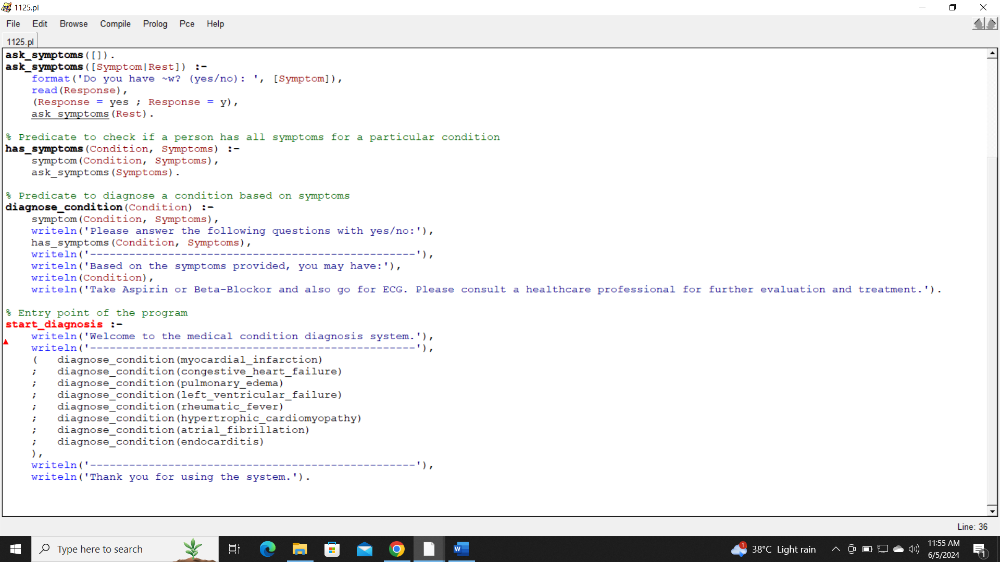 1125.pl
File Edit Browse Compile Prolog Pce Help
1125.pl
ask_symptoms([]).
ask_symptoms([Symptom|Rest]) :-
    format('Do you have ~w? (yes/no): ', [Symptom]),
    read(Response),
    (Response = yes ; Response = y),
    ask_symptoms(Rest).
% Predicate to check if a person has all symptoms for a particular condition
has_symptoms(Condition, Symptoms) :-
    symptom(Condition, Symptoms),
    ask_symptoms(Symptoms).
% Predicate to diagnose a condition based on symptoms
diagnose_condition(Condition) :-
    symptom(Condition, Symptoms),
    writeln('Please answer the following questions with yes/no:'),
    has_symptoms(Condition, Symptoms),
    writeln('--------------------------------------------------'),
    writeln('Based on the symptoms provided, you may have:'),
    writeln(Condition),
    writeln('Take Aspirin or Beta-Blockor and also go for ECG. Please consult a healthcare professional for further evaluation and treatment.').
% Entry point of the program
start_diagnosis :-
    writeln('Welcome to the medical condition diagnosis system.'),
    writeln('--------------------------------------------------'),
    (   diagnose_condition(myocardial_infarction)
    ;   diagnose_condition(congestive_heart_failure)
    ;   diagnose_condition(pulmonary_edema)
    ;   diagnose_condition(left_ventricular_failure)
    ;   diagnose_condition(rheumatic_fever)
    ;   diagnose_condition(hypertrophic_cardiomyopathy)
    ;   diagnose_condition(atrial_fibrillation)
    ;   diagnose_condition(endocarditis)
    ),
    writeln('--------------------------------------------------'),
    writeln('Thank you for using the system.').
Line: 36
Type here to search
1
38°C Light rain
11:55 AM
6/5/2024
1